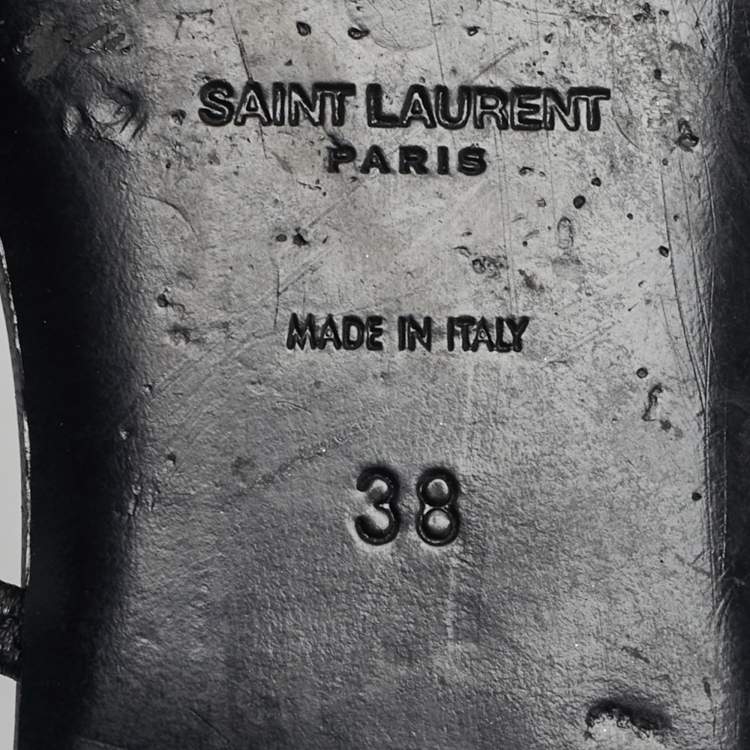 SAINT LAURENT
PARIS
MADE IN ITALY
38